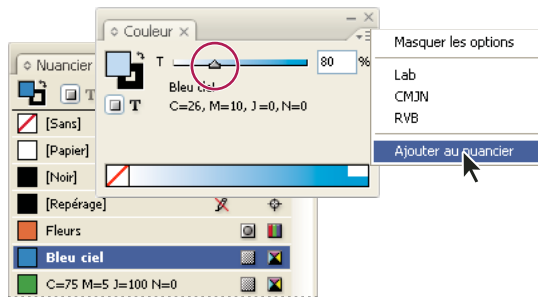 Couleur
Masquer les options
Lab
CMJN
RVB
Ajouter au nuancier
T
80 %
Bleu ciel
T
C=26, M=10, J=0, N=0
Nuancier
T
[Sans]
[Papier]
[Noir]
[Repérage]
Fleurs
Bleu ciel
C=75 M=5 J=100 N=0